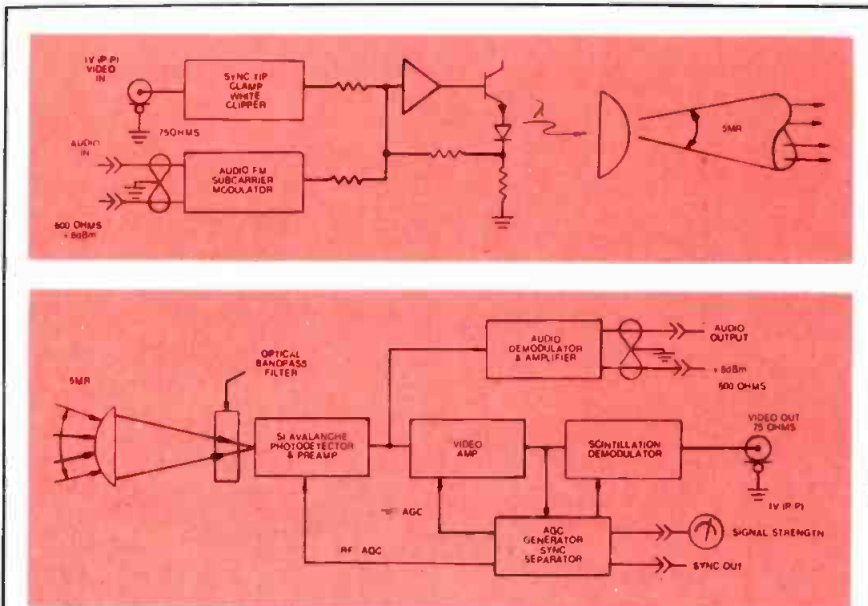 1V (P-P)
VIDEO
IN
75OHMS
SYNC TIP
CLAMP
WHITE
CLIPPER
AUDIO
IN
AUDIO FM
SUBCARRIER
MODULATOR
600 OHMS
+8dBm
λ
5MR
5MR
OPTICAL
BANDPASS
FILTER
SI AVALANCHE
PHOTODETECTOR
& PREAMP
AUDIO
DEMODULATOR
& AMPLIFIER
AUDIO
OUTPUT
+8dBm
600 OHMS
VIDEO
AMP
SCINTILLATION
DEMODULATOR
VIDEO OUT
75 OHMS
1V (P-P)
AGC
"RF" AGC
AGC
GENERATOR
SYNC
SEPARATOR
SIGNAL STRENGTH
SYNC OUT